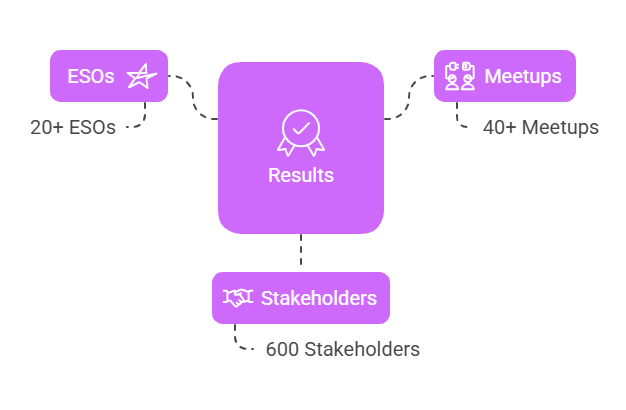 ESOs
20+ ESOs
Results
Meetups
40+ Meetups
Stakeholders
600 Stakeholders